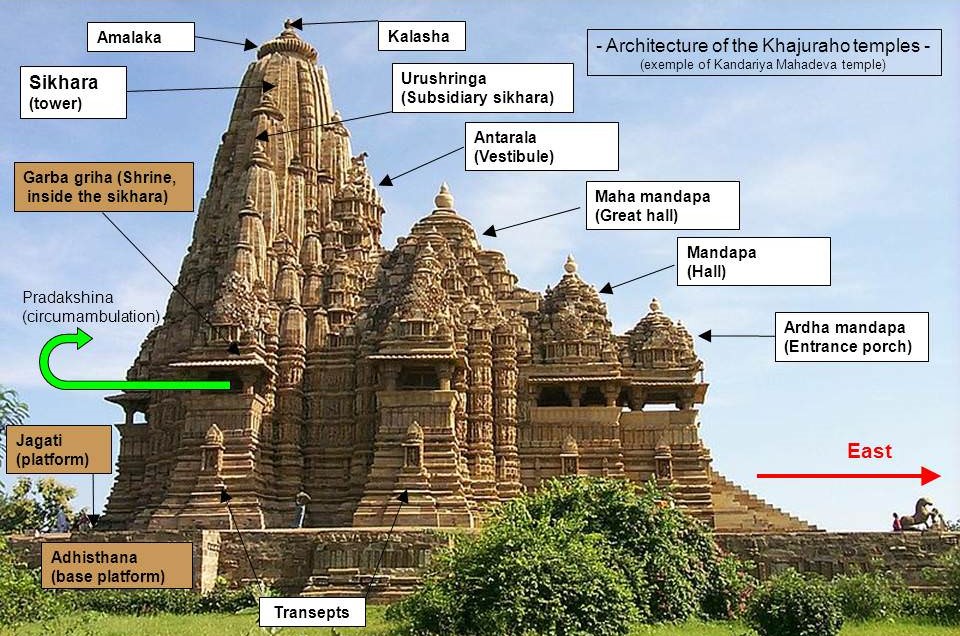 - Architecture of the Khajuraho temples -
(exemple of Kandariya Mahadeva temple)
Amalaka
Kalasha
Sikhara
(tower)
Urushringa
(Subsidiary sikhara)
Antarala
(Vestibule)
Garba griha (Shrine,
inside the sikhara)
Maha mandapa
(Great hall)
Mandapa
(Hall)
Pradakshina
(circumambulation)
Ardha mandapa
(Entrance porch)
Jagati
(platform)
East
Adhisthana
(base platform)
Transepts